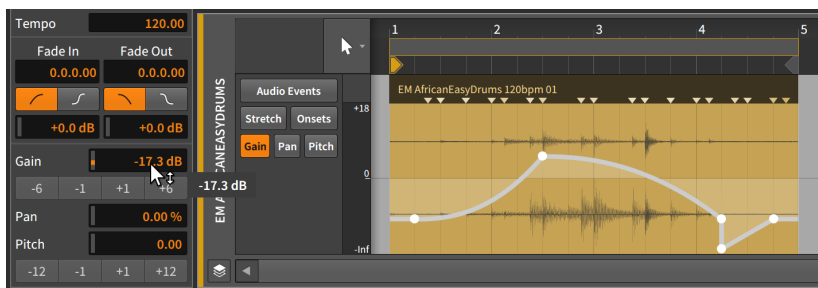 Tempo 120.00
Fade In Fade Out
0.0.0.00 0.0.0.00
+0.0 dB +0.0 dB
Gain -17.3 dB
-6 -1 +1 +6
-17.3 dB
Pan 0.00 %
Pitch 0.00
-12 -1 +1 +12
EM AFRICANEASYDRUMS
Audio Events
Stretch Onsets
Gain Pan Pitch
1 2 3 4 5
EM AfricanEasyDrums 120bpm 01
+18
0
-Inf